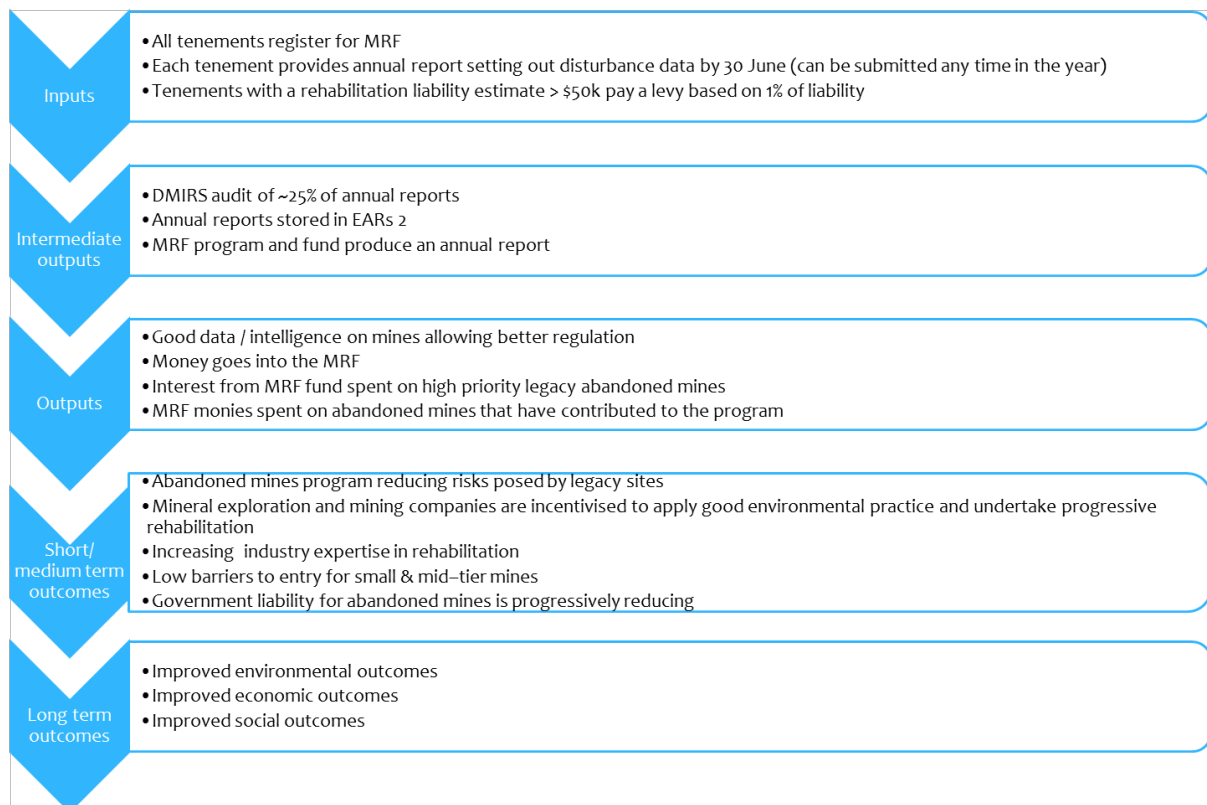 Inputs
•All tenements register for MRF
•Each tenement provides annual report setting out disturbance data by 30 June (can be submitted any time in the year)
•Tenements with a rehabilitation liability estimate > $50k pay a levy based on 1% of liability
Intermediate
outputs
•DMIRS audit of ~25% of annual reports
•Annual reports stored in EARs 2
•MRF program and fund produce an annual report
Outputs
•Good data / intelligence on mines allowing better regulation
•Money goes into the MRF
•Interest from MRF fund spent on high priority legacy abandoned mines
•MRF monies spent on abandoned mines that have contributed to the program
Short/
medium term
outcomes
•Abandoned mines program reducing risks posed by legacy sites
•Mineral exploration and mining companies are incentivised to apply good environmental practice and undertake progressive
rehabilitation
•Increasing industry expertise in rehabilitation
•Low barriers to entry for small & mid–tier mines
•Government liability for abandoned mines is progressively reducing
Long term
outcomes
•Improved environmental outcomes
•Improved economic outcomes
•Improved social outcomes